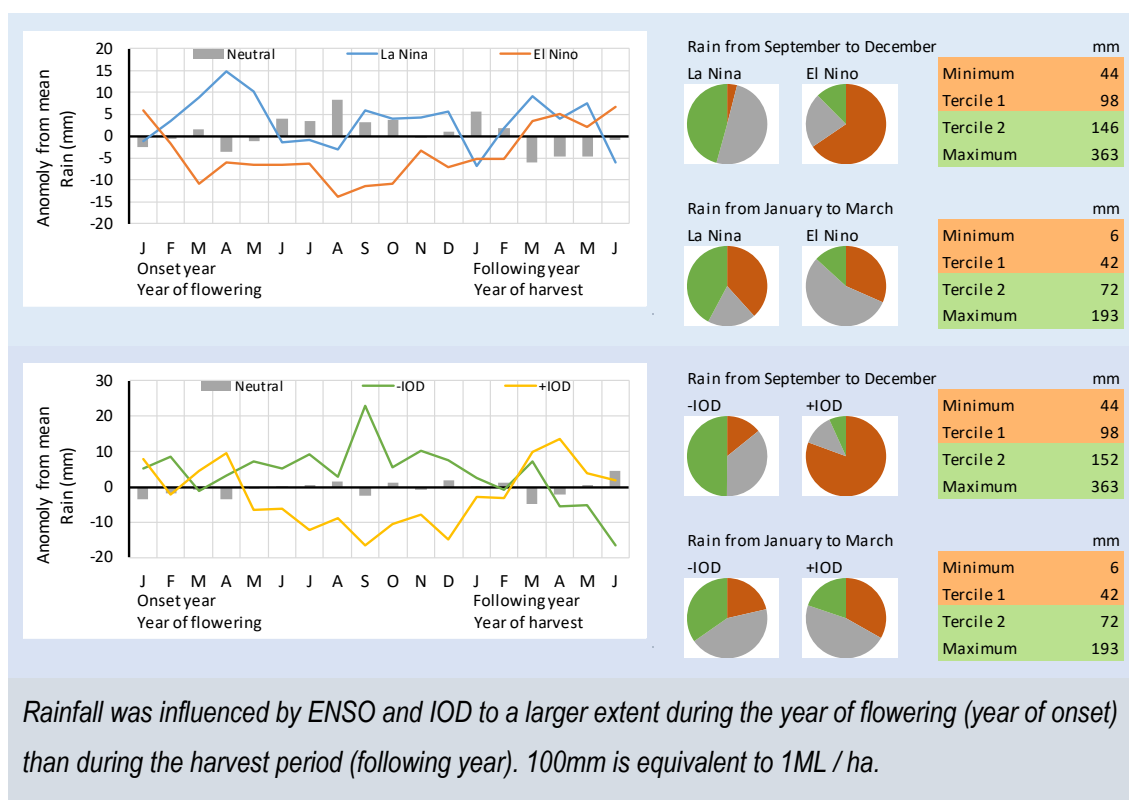 20
15
10
5
0
-5
-10
-15
-20
Anomoly from mean
Rain (mm)
Neutral La Nina El Nino
J F M A M J J A S O N D J F M A M J
Onset year Following year
Year of flowering Year of harvest
Rain from September to December mm
La Nina El Nino
Minimum 44
Tercile 1 98
Tercile 2 146
Maximum 363
Rain from January to March mm
La Nina El Nino
Minimum 6
Tercile 1 42
Tercile 2 72
Maximum 193
30
20
10
0
-10
-20
Anomoly from mean
Rain (mm)
Neutral -IOD +IOD
J F M A M J J A S O N D J F M A M J
Onset year Following year
Year of flowering Year of harvest
Rain from September to December mm
-IOD +IOD
Minimum 44
Tercile 1 98
Tercile 2 152
Maximum 363
Rain from January to March mm
-IOD +IOD
Minimum 6
Tercile 1 42
Tercile 2 72
Maximum 193
Rainfall was influenced by ENSO and IOD to a larger extent during the year of flowering (year of onset)
than during the harvest period (following year). 100mm is equivalent to 1ML / ha.